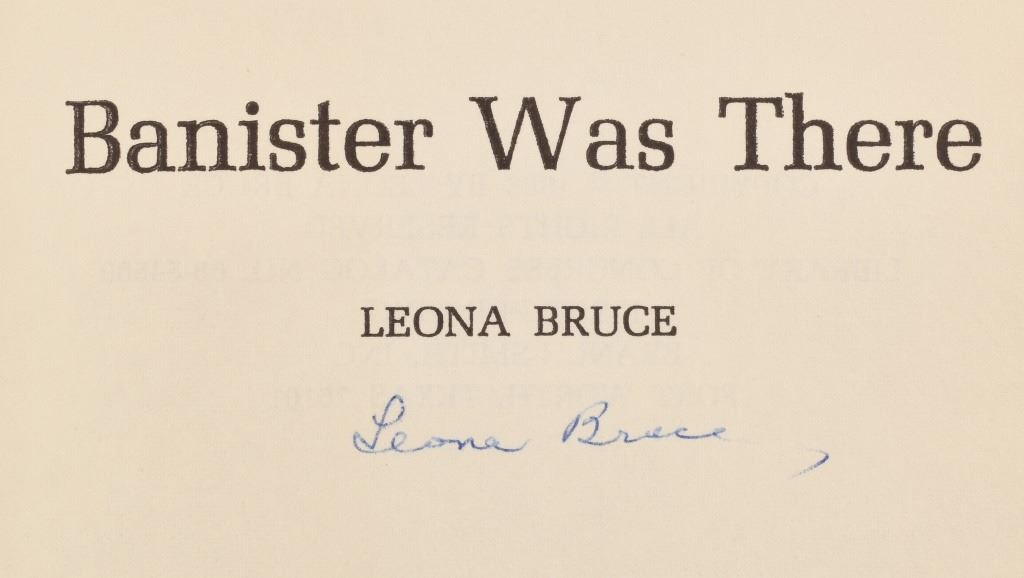 Banister Was There
LEONA BRUCE
Leona Bruce